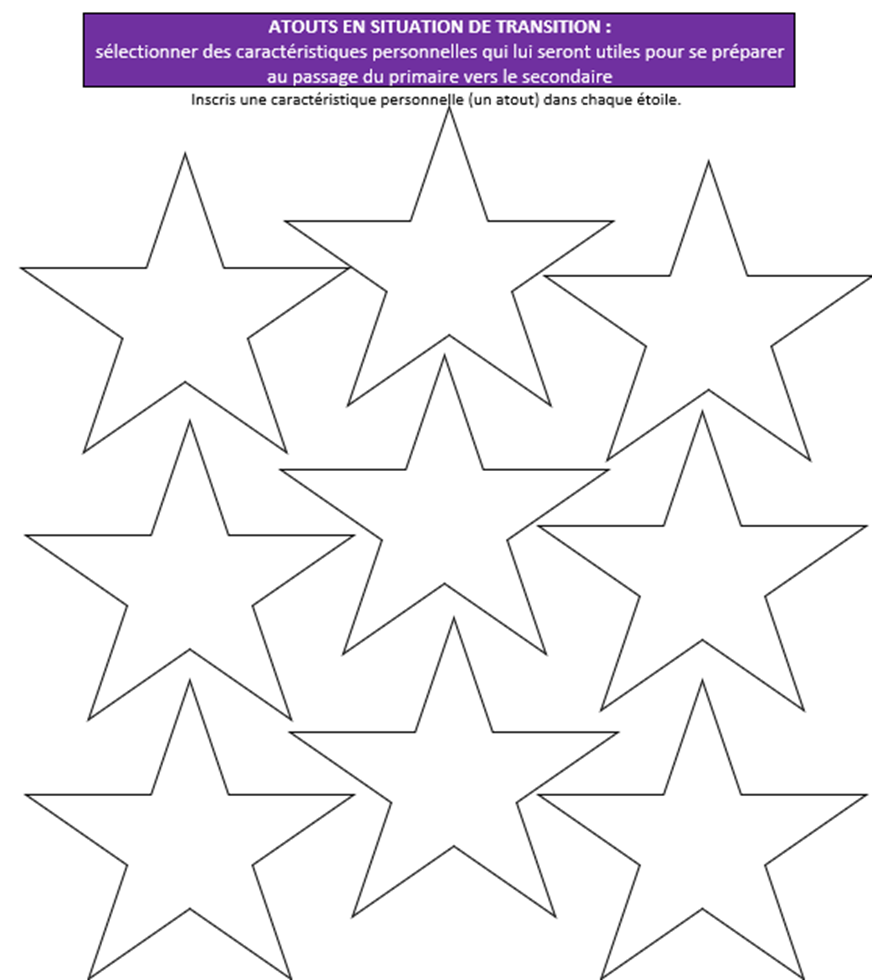 ATOUTS EN SITUATION DE TRANSITION :
sélectionner des caractéristiques personnelles qui lui seront utiles pour se préparer
au passage du primaire vers le secondaire
Inscris une caractéristique personnelle (un atout) dans chaque étoile.